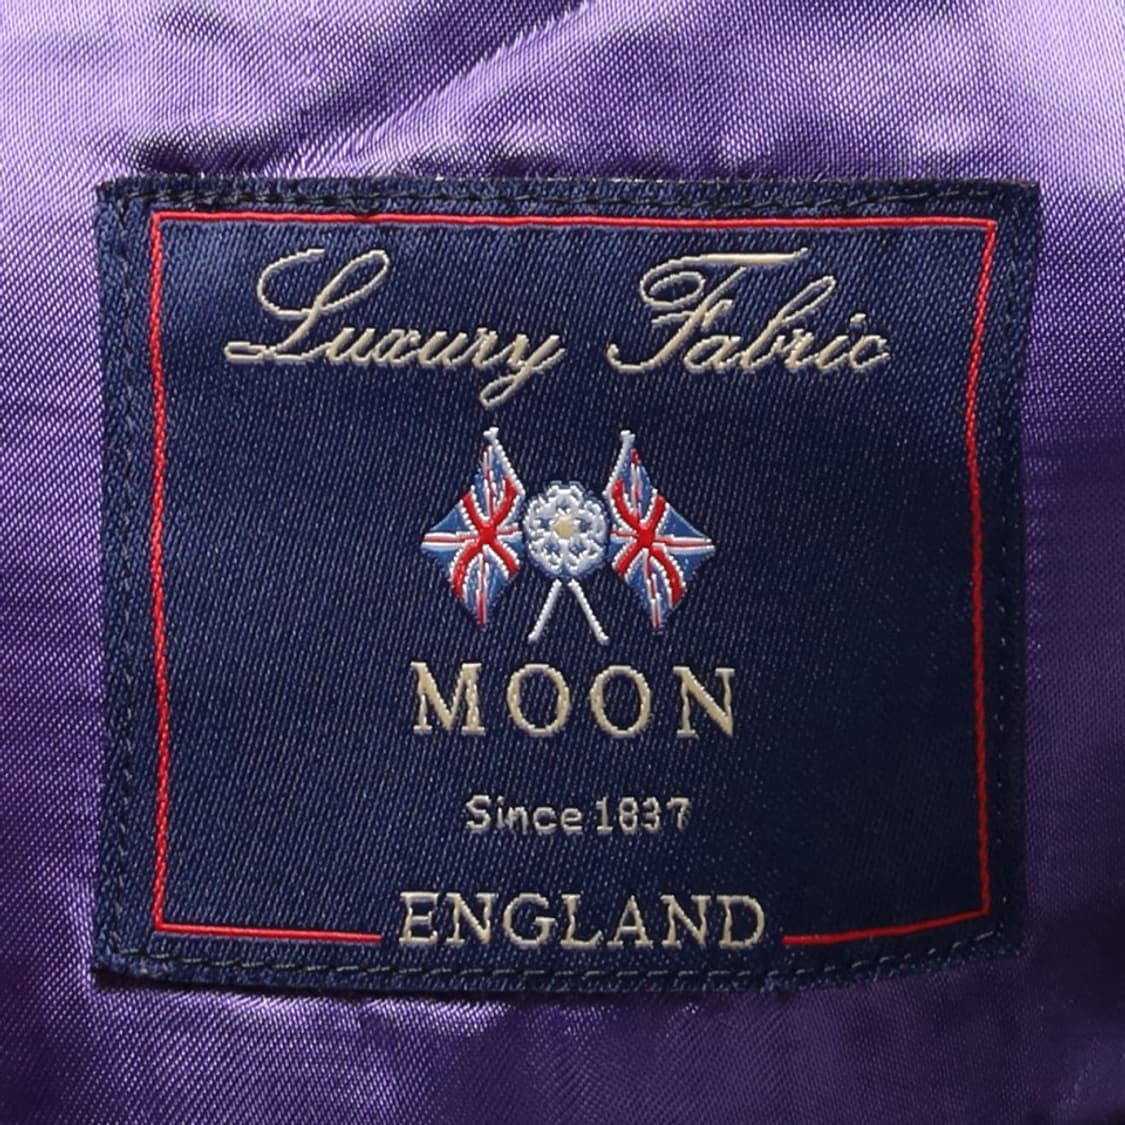 Luxury Fabric
MOON
Since 1837
ENGLAND